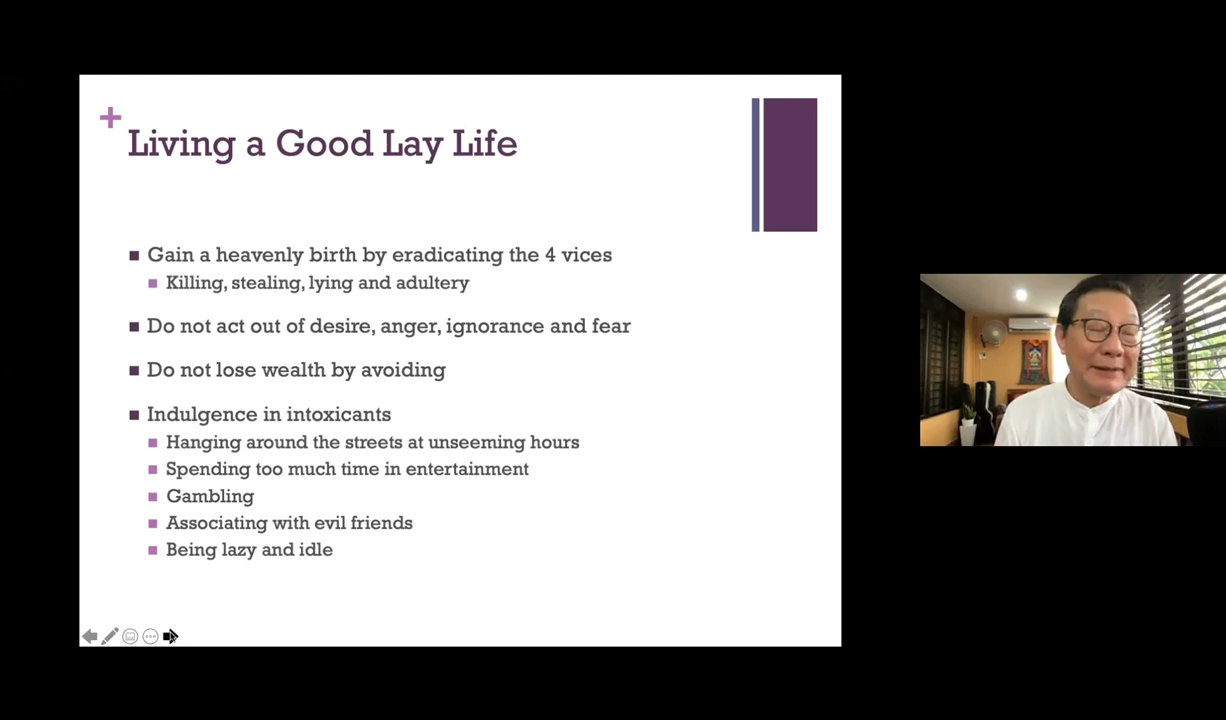 Living a Good Lay Life
Gain a heavenly birth by eradicating the 4 vices
Killing, stealing, lying and adultery
Do not act out of desire, anger, ignorance and fear
Do not lose wealth by avoiding
Indulgence in intoxicants
Hanging around the streets at unseeming hours
Spending too much time in entertainment
Gambling
Associating with evil friends
Being lazy and idle